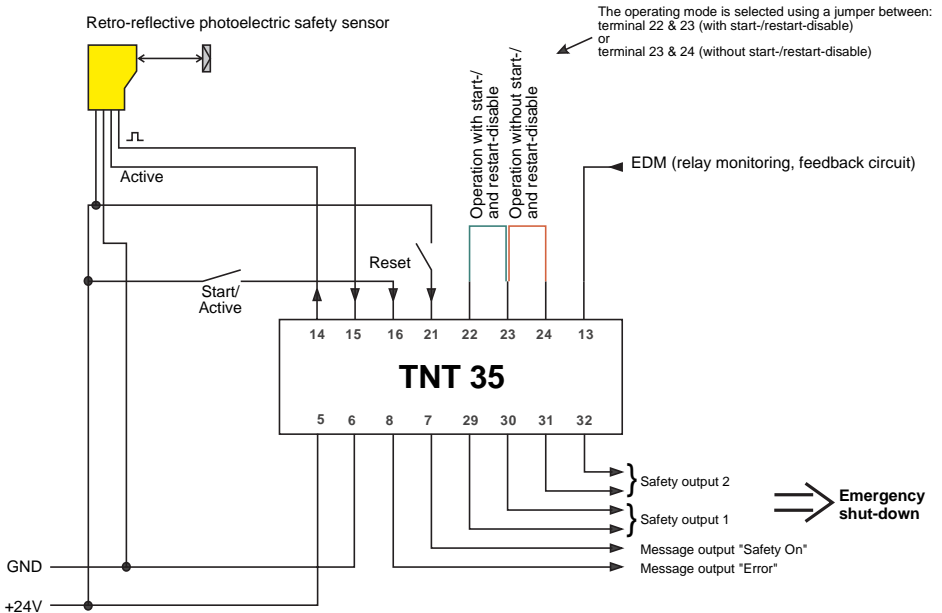 The operating mode is selected using a jumper between:
terminal 22 & 23 (with start-/restart-disable)
or
terminal 23 & 24 (without start-/restart-disable)
Retro-reflective photoelectric safety sensor
Operation with start-/
and restart-disable
Operation without start-/
and restart-disable
EDM (relay monitoring, feedback circuit)
Active
Reset
Start/
Active
14 15 16 21 22 23 24 13
TNT 35
5 6 8 7 29 30 31 32
} Safety output 2
} Safety output 1
Emergency
shut-down
Message output "Safety On"
Message output "Error"
GND
+24V